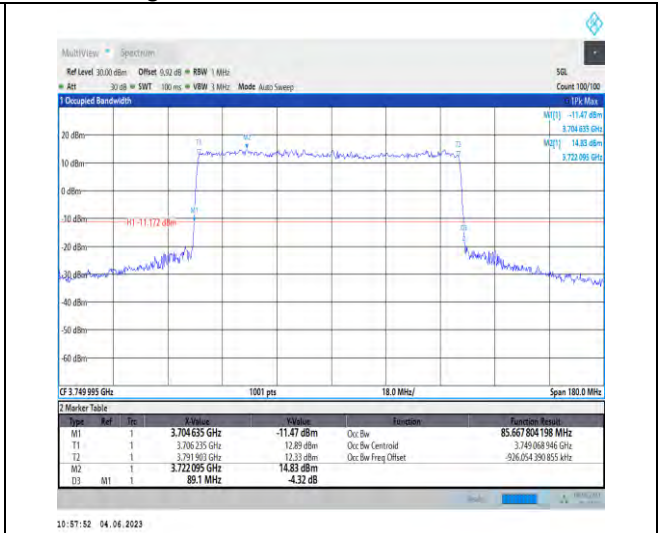 MultiView Spectrum
Ref Level 30.00 dBm Offset 9.92 dB RBW 1 MHz SGL
Att 30 dB SWT 100 ms VBW 3 MHz Mode Auto Sweep Count 100/100
1 Occupied Bandwidth 1Pk Max
M1[1] -11.47 dBm
3.704 635 GHz
M2[1] 14.83 dBm
3.722 095 GHz
20 dBm
T1 M2 T2
10 dBm
0 dBm
M1
-10 dBm
H1 -11.172 dBm
D3
-20 dBm
-30 dBm
-40 dBm
-50 dBm
-60 dBm
CF 3.749 995 GHz 1001 pts 18.0 MHz/ Span 180.0 MHz
2 Marker Table
Type Ref Trc X-Value Y-Value Function Function Result
M1 1 3.704 635 GHz -11.47 dBm Occ Bw 85.667 804 198 MHz
T1 1 3.706 235 GHz 12.89 dBm Occ Bw Centroid 3.749 068 946 GHz
T2 1 3.791 903 GHz 12.33 dBm Occ Bw Freq Offset -926.054 390 855 kHz
M2 1 3.722 095 GHz 14.83 dBm
D3 M1 1 89.1 MHz -4.32 dB
10:57:52 04.06.2023